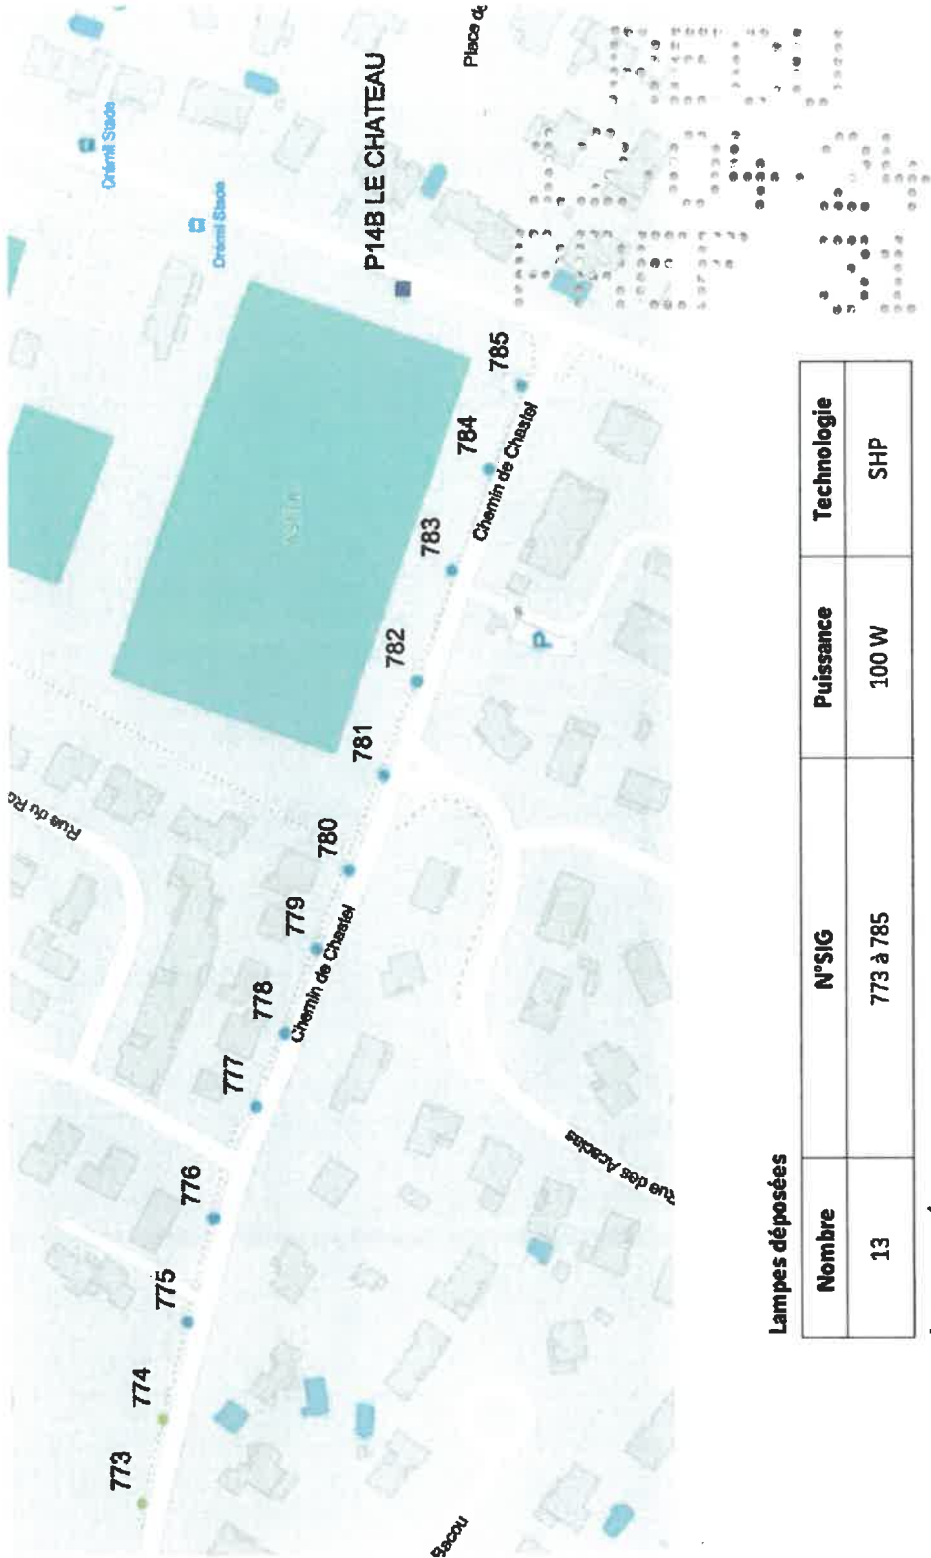 Drémil Stade
Drémil Stade
P14B LE CHATEAU
Place de
Rue du Ro
773
774
775
776
777
778
779
780
781
782
783
784
785
Chemin de Chastel
Chemin de Chastel
P
Rue des Acacias
Bacou
Lampes déposées
Nombre N°SIG Puissance Technologie
13 773 à 785 100 W SHP